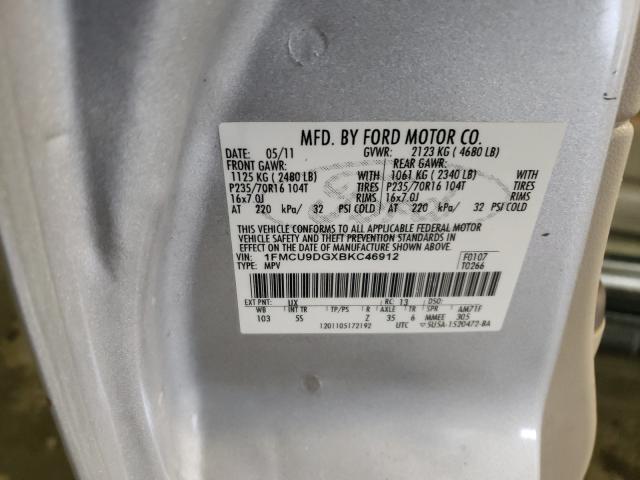 MFD. BY FORD MOTOR CO.
DATE: 05/11 GVWR: 2123 KG ( 4680 LB)
FRONT GAWR: REAR GAWR:
1125 KG ( 2480 LB) WITH 1061 KG ( 2340 LB) WITH
P235/70R16 104T TIRES P235/70R16 104T TIRES
16x7.0J RIMS 16x7.0J RIMS
AT 220 kPa/ 32 PSI COLD AT 220 kPa/ 32 PSI COLD
THIS VEHICLE CONFORMS TO ALL APPLICABLE FEDERAL MOTOR
VEHICLE SAFETY AND THEFT PREVENTION STANDARDS IN EFFECT
ON THE DATE OF MANUFACTURE SHOWN ABOVE.
VIN: 1FMCU9DGXBKC46912 F0107
TYPE: MPV T0266
EXT PNT: UX RC: 13 DSO:
WB INT TR TP/PS R AXLE TR SPR AM71F
103 5S Z 35 6 MMEE 305
1201105172192 UTC ▽5U5A-1520472-BA
Ford